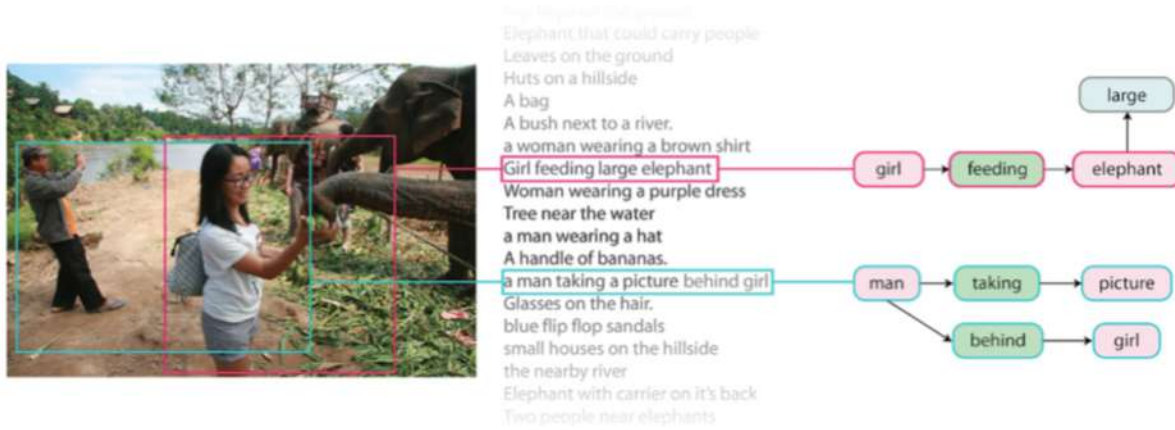 Elephant that could carry people
Leaves on the ground
Huts on a hillside
A bag
A bush next to a river.
a woman wearing a brown shirt
Girl feeding large elephant
Woman wearing a purple dress
Tree near the water
a man wearing a hat
A handle of bananas.
a man taking a picture behind girl
Glasses on the hair.
blue flip flop sandals
small houses on the hillside
the nearby river
Elephant with carrier on it's back
Two people near elephants
large
girl
feeding
elephant
man
taking
picture
behind
girl